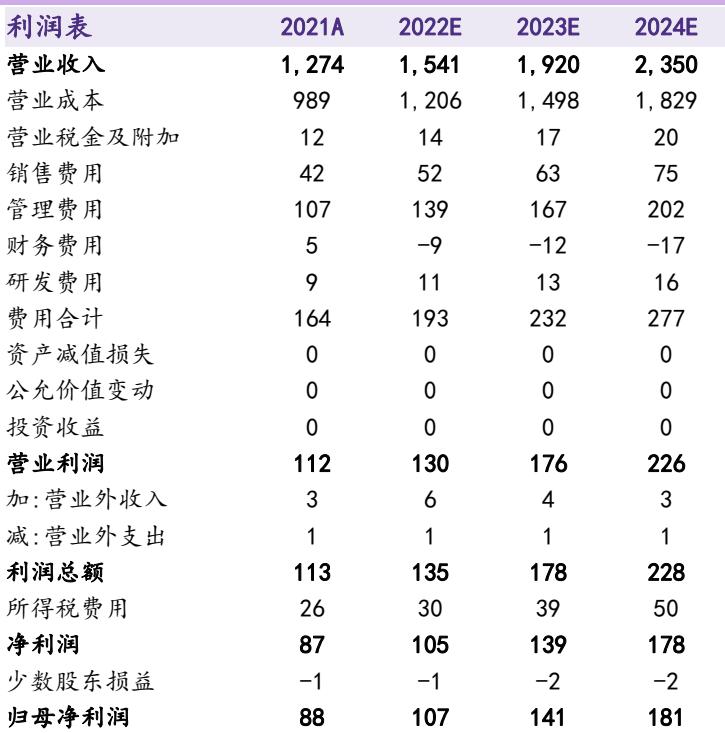 利润表 2021A 2022E 2023E 2024E
营业收入 1,274 1,541 1,920 2,350
营业成本 989 1,206 1,498 1,829
营业税金及附加 12 14 17 20
销售费用 42 52 63 75
管理费用 107 139 167 202
财务费用 5 -9 -12 -17
研发费用 9 11 13 16
费用合计 164 193 232 277
资产减值损失 0 0 0 0
公允价值变动 0 0 0 0
投资收益 0 0 0 0
营业利润 112 130 176 226
加:营业外收入 3 6 4 3
减:营业外支出 1 1 1 1
利润总额 113 135 178 228
所得税费用 26 30 39 50
净利润 87 105 139 178
少数股东损益 -1 -1 -2 -2
归母净利润 88 107 141 181